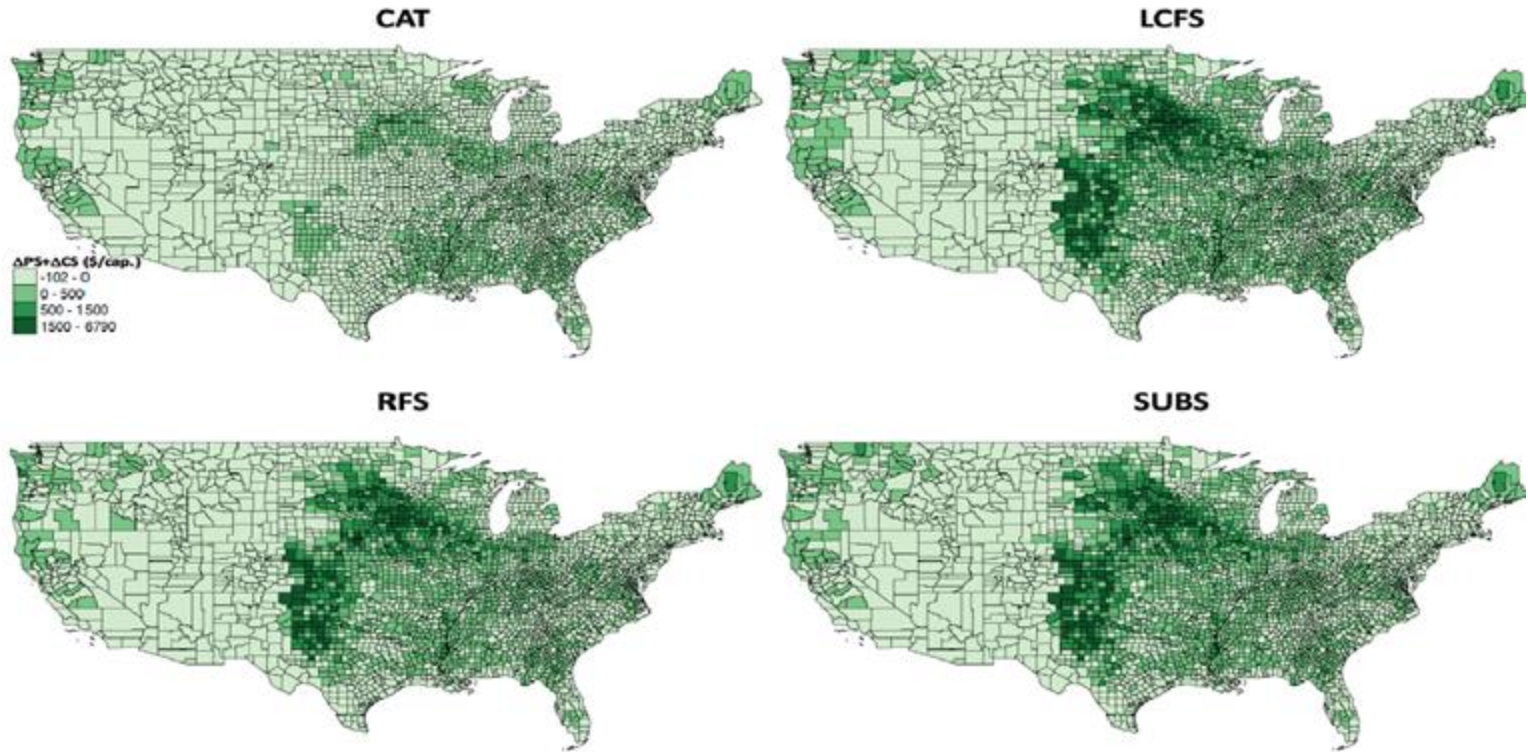 CAT
LCFS
ΔPS+ΔCS ($/cap.)
-102 - 0
0 - 500
500 - 1500
1500 - 6790
RFS
SUBS